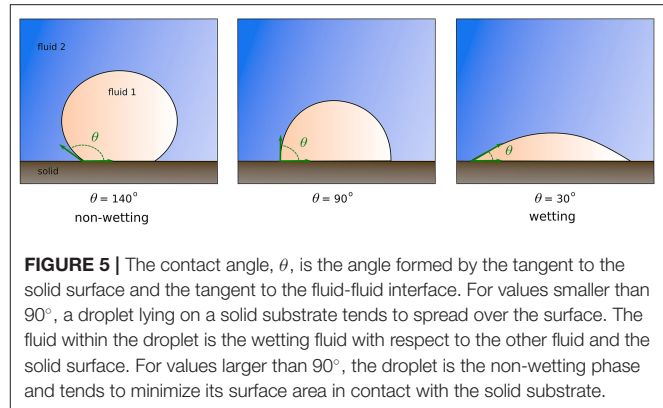 fluid 2
fluid 1
θ
θ
θ
solid
θ = 140°
θ = 90°
θ = 30°
non-wetting
wetting
FIGURE 5 | The contact angle, θ, is the angle formed by the tangent to the
solid surface and the tangent to the fluid-fluid interface. For values smaller than
90°, a droplet lying on a solid substrate tends to spread over the surface. The
fluid within the droplet is the wetting fluid with respect to the other fluid and the
solid surface. For values larger than 90°, the droplet is the non-wetting phase
and tends to minimize its surface area in contact with the solid substrate.